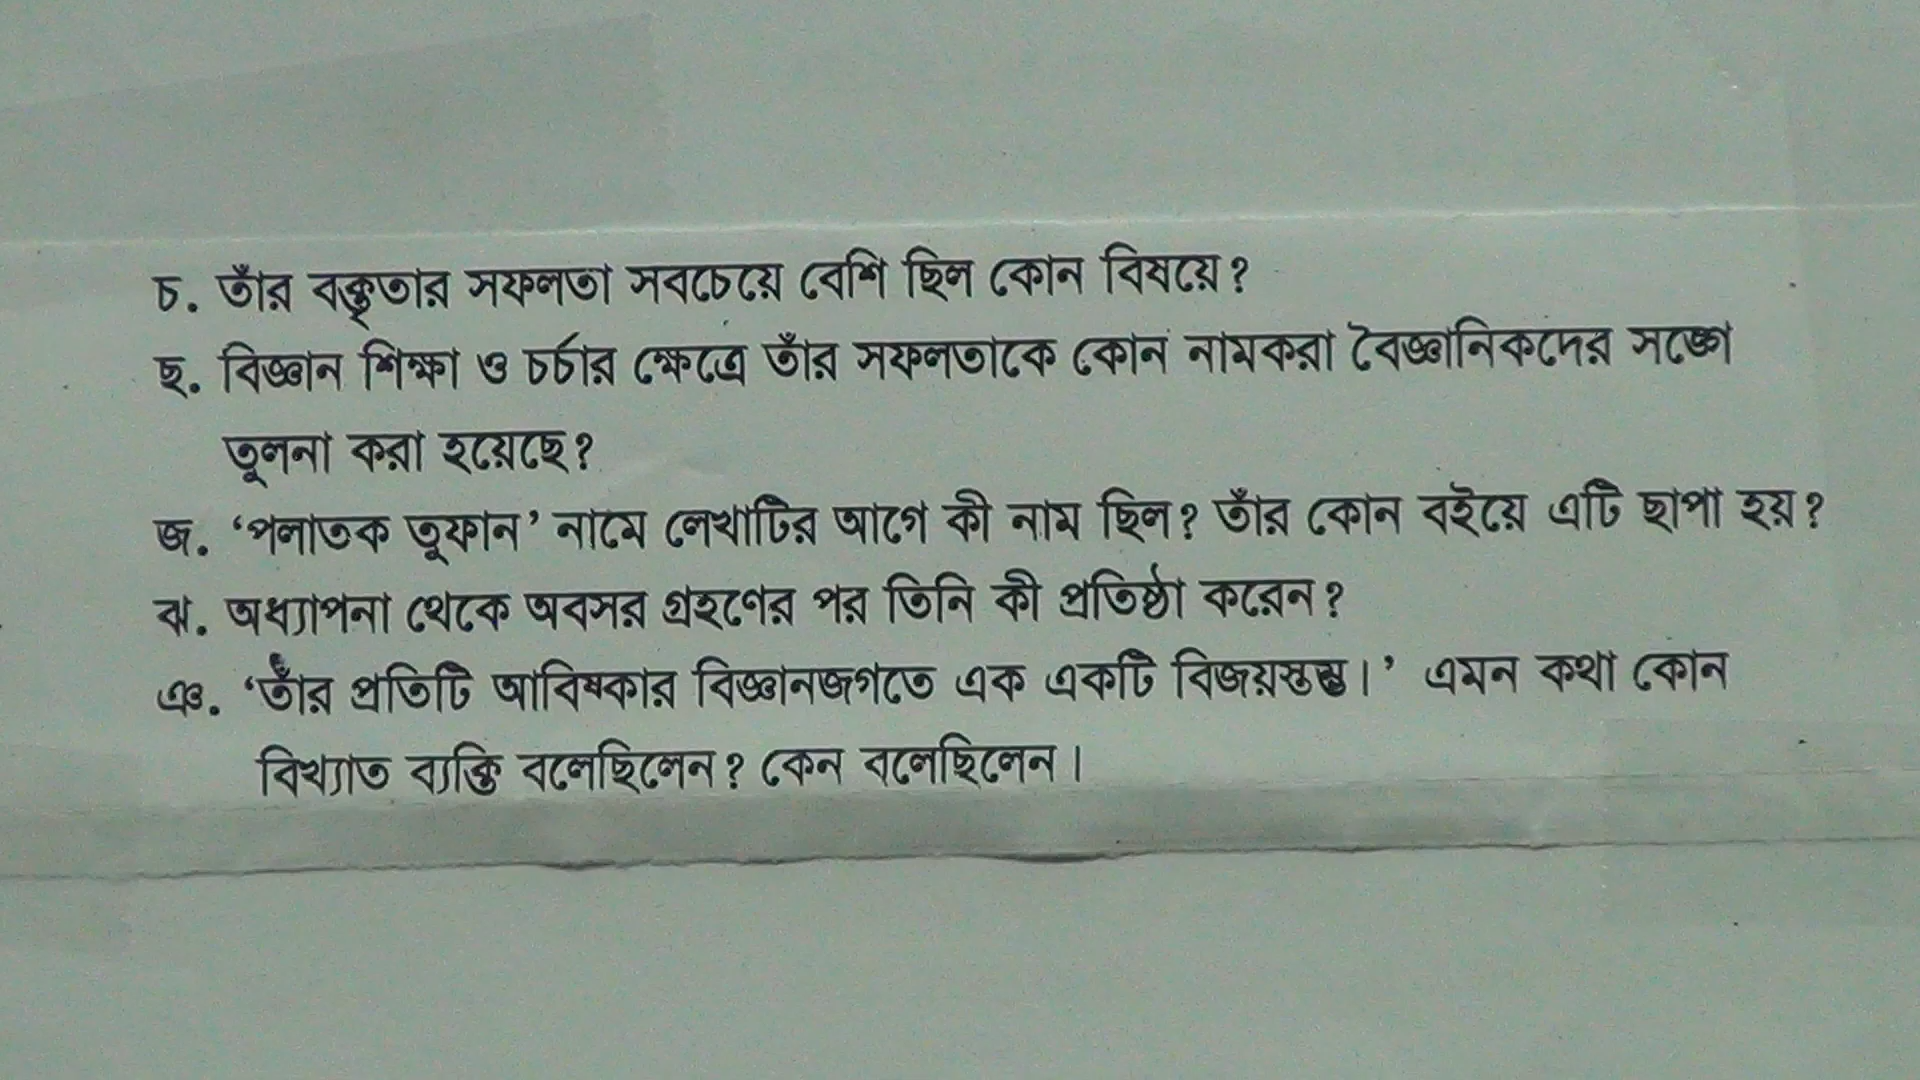 চ. তাঁর বক্তৃতার সফলতা সবচেয়ে বেশি ছিল কোন বিষয়ে?
ছ. বিজ্ঞান শিক্ষা ও চর্চার ক্ষেত্রে তাঁর সফলতাকে কোন নামকরা বৈজ্ঞানিকদের সঙ্গে
তুলনা করা হয়েছে?
জ. ‘পলাতক তুফান’ নামে লেখাটির আগে কী নাম ছিল? তাঁর কোন বইয়ে এটি ছাপা হয়?
ঝ. অধ্যাপনা থেকে অবসর গ্রহণের পর তিনি কী প্রতিষ্ঠা করেন?
ঞ. ‘তাঁর প্রতিটি আবিষ্কার বিজ্ঞানজগতে এক একটি বিজয়স্তম্ভ।’ এমন কথা কোন
বিখ্যাত ব্যক্তি বলেছিলেন? কেন বলেছিলেন।